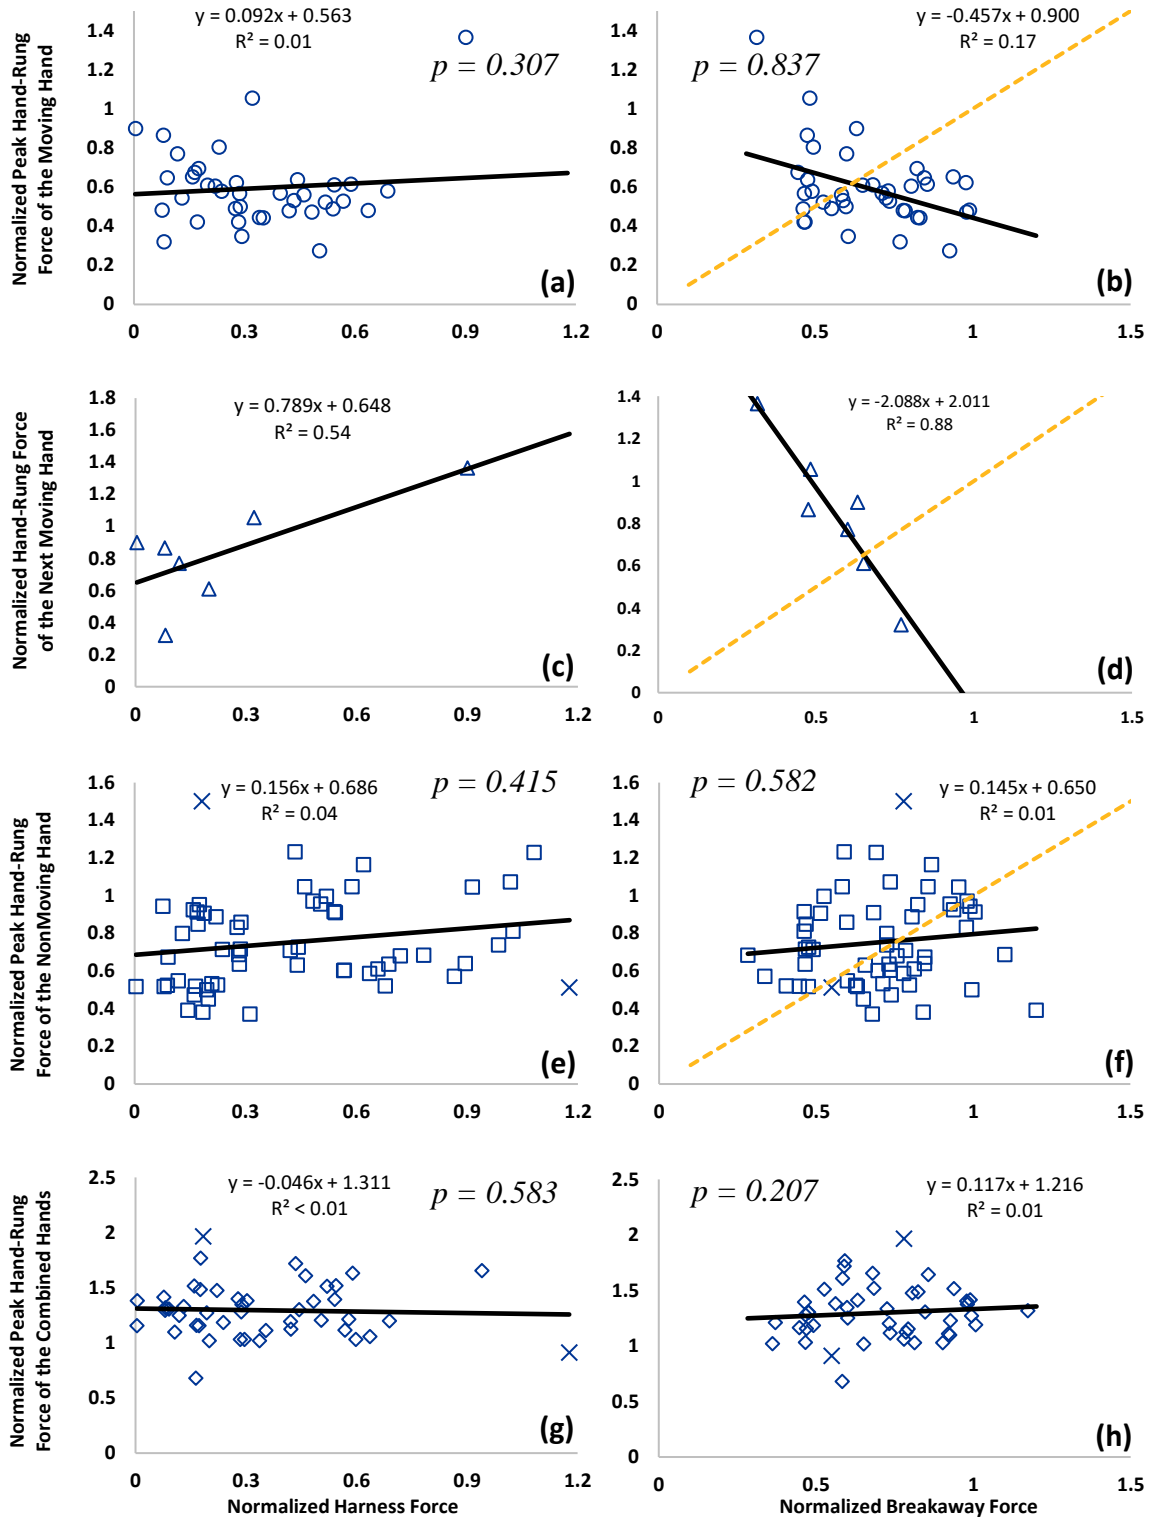 Normalized Peak Hand-Rung
Force of the Moving Hand
y = 0.092x + 0.563
R² = 0.01
p = 0.307
1.4
1.2
1
0.8
0.6
0.4
0.2
0
(a)
0 0.3 0.6 0.9 1.2
y = -0.457x + 0.900
R² = 0.17
p = 0.837
1.4
1.2
1
0.8
0.6
0.4
0.2
0
(b)
0 0.5 1 1.5
Normalized Hand-Rung Force
of the Next Moving Hand
y = 0.789x + 0.648
R² = 0.54
1.8
1.6
1.4
1.2
1
0.8
0.6
0.4
0.2
0
(c)
0 0.3 0.6 0.9 1.2
y = -2.088x + 2.011
R² = 0.88
1.4
1.2
1
0.8
0.6
0.4
0.2
0
(d)
0 0.5 1 1.5
Normalized Peak Hand-Rung
Force of the NonMoving Hand
y = 0.156x + 0.686
R² = 0.04
p = 0.415
1.6
1.4
1.2
1
0.8
0.6
0.4
0.2
0
(e)
0 0.3 0.6 0.9 1.2
p = 0.582
y = 0.145x + 0.650
R² = 0.01
1.6
1.4
1.2
1
0.8
0.6
0.4
0.2
0
(f)
0 0.5 1 1.5
Normalized Peak Hand-Rung
Force of the Combined Hands
y = -0.046x + 1.311
R² < 0.01
p = 0.583
2.5
2
1.5
1
0.5
0
(g)
0 0.3 0.6 0.9 1.2
Normalized Harness Force
p = 0.207
y = 0.117x + 1.216
R² = 0.01
2.5
2
1.5
1
0.5
0
(h)
0 0.5 1 1.5
Normalized Breakaway Force